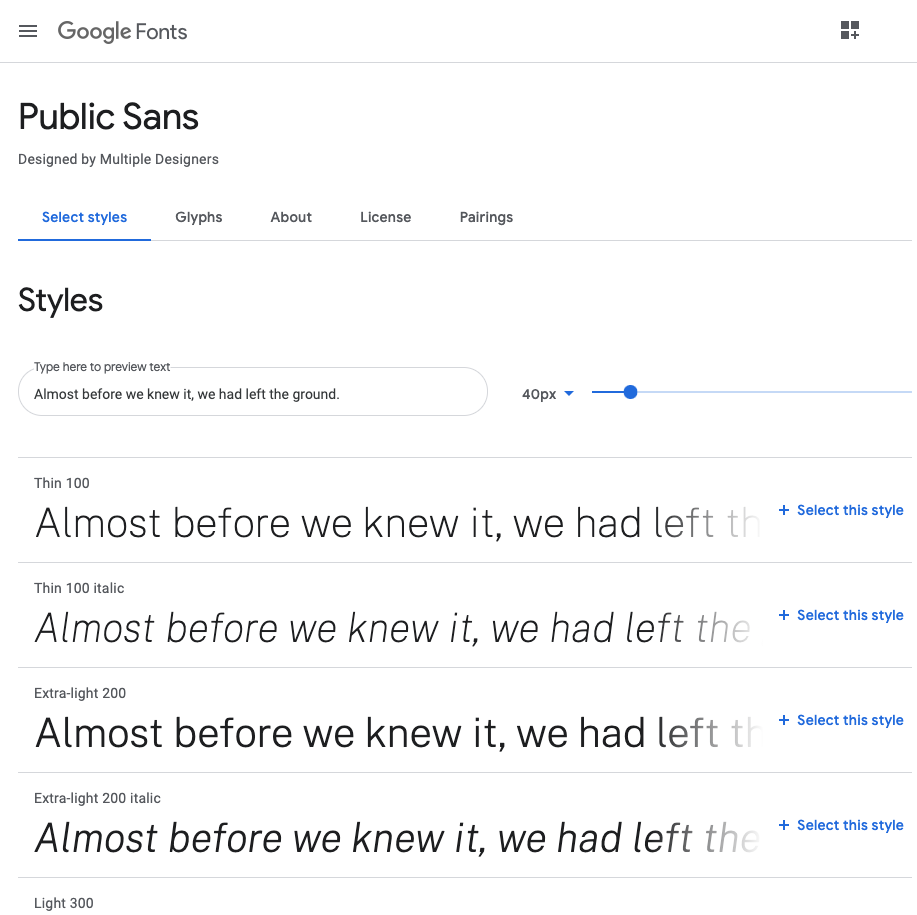 Google Fonts
Public Sans
Designed by Multiple Designers
Select styles Glyphs About License Pairings
Styles
Type here to preview text
Almost before we knew it, we had left the ground.
40px
Thin 100
Almost before we knew it, we had left th
+ Select this style
Thin 100 italic
Almost before we knew it, we had left the
+ Select this style
Extra-light 200
Almost before we knew it, we had left th
+ Select this style
Extra-light 200 italic
Almost before we knew it, we had left the
+ Select this style
Light 300